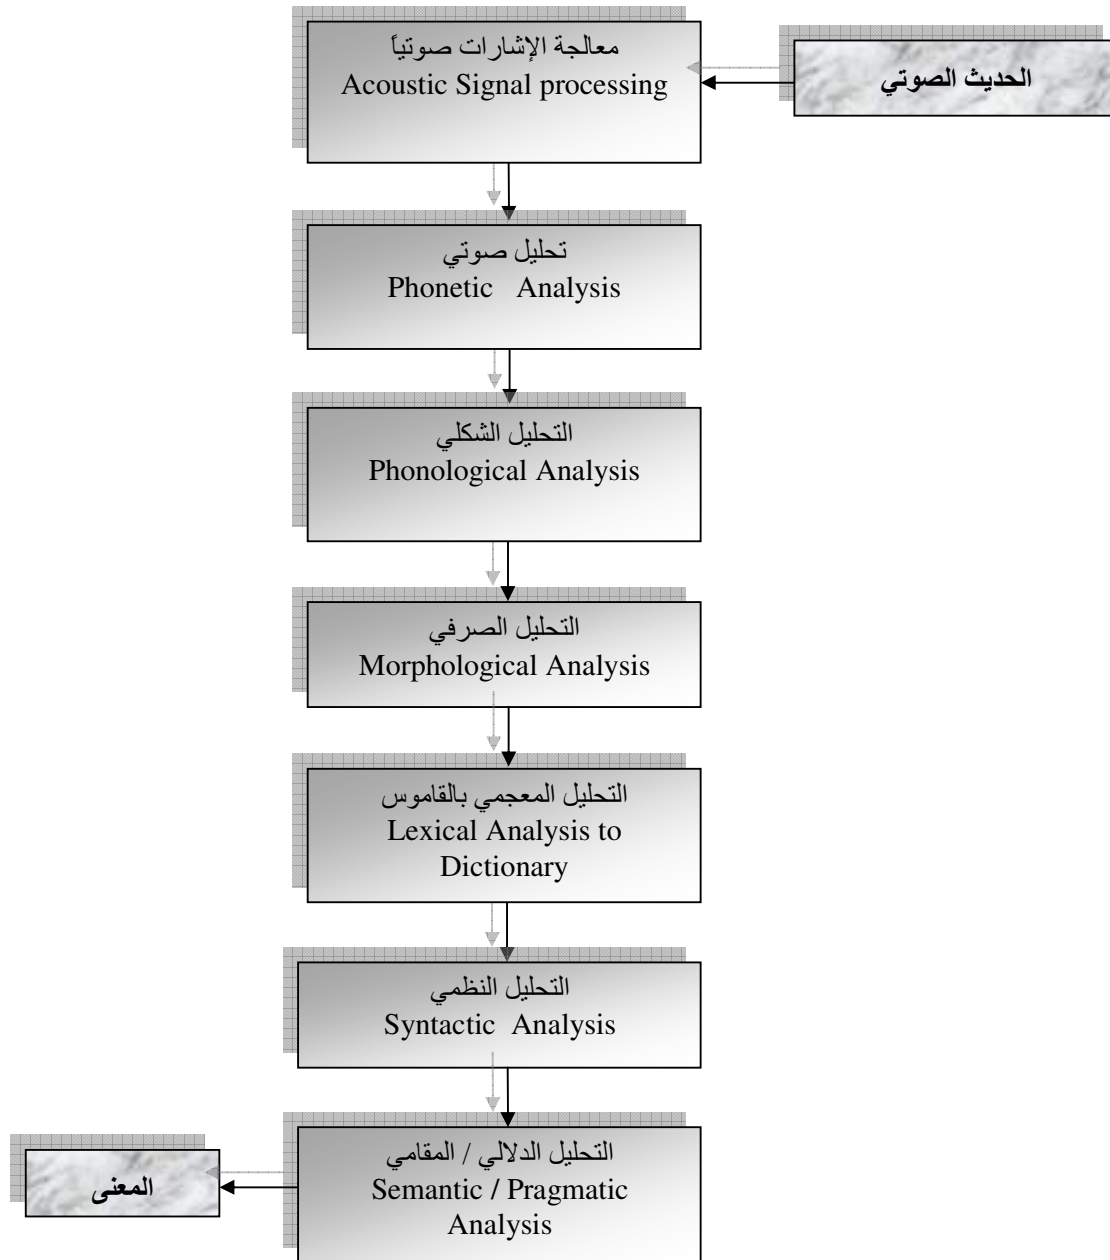 معالجة الإشارات صوتياً
Acoustic Signal processing
الحديث الصوتي
تحليل صوتي
Phonetic Analysis
التحليل الشكلي
Phonological Analysis
التحليل الصرفي
Morphological Analysis
التحليل المعجمي بالقاموس
Lexical Analysis to
Dictionary
التحليل النظمي
Syntactic Analysis
التحليل الدلالي / المقامي
Semantic / Pragmatic
Analysis
المعنى